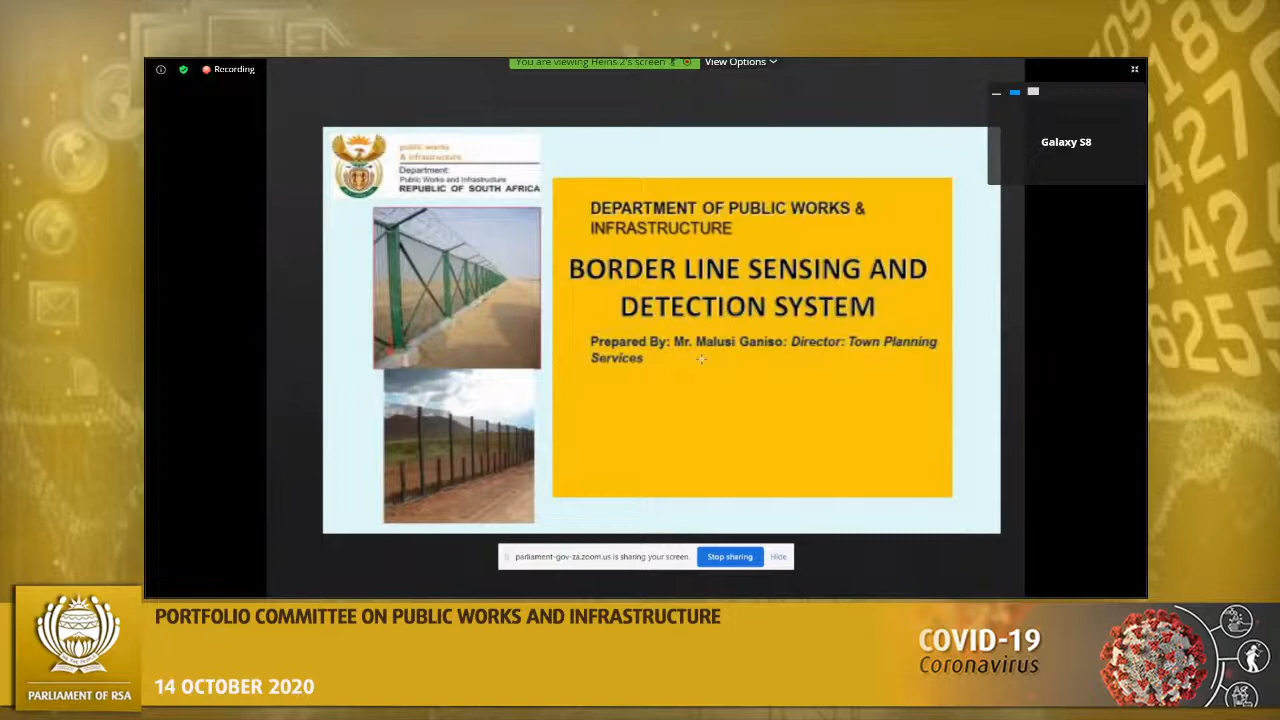 Recording
You are viewing Heins 2's screen
View Options
Galaxy S8
public works
& infrastructure
Department:
Public Works and Infrastructure
REPUBLIC OF SOUTH AFRICA
DEPARTMENT OF PUBLIC WORKS &
INFRASTRUCTURE
BORDER LINE SENSING AND
DETECTION SYSTEM
Prepared By: Mr. Malusi Ganiso: Director: Town Planning
Services
parliament-gov-za.zoom.us is sharing your screen.
Stop sharing
Hide
PORTFOLIO COMMITTEE ON PUBLIC WORKS AND INFRASTRUCTURE
14 OCTOBER 2020
PARLIAMENT OF RSA
COVID-19
Coronavirus